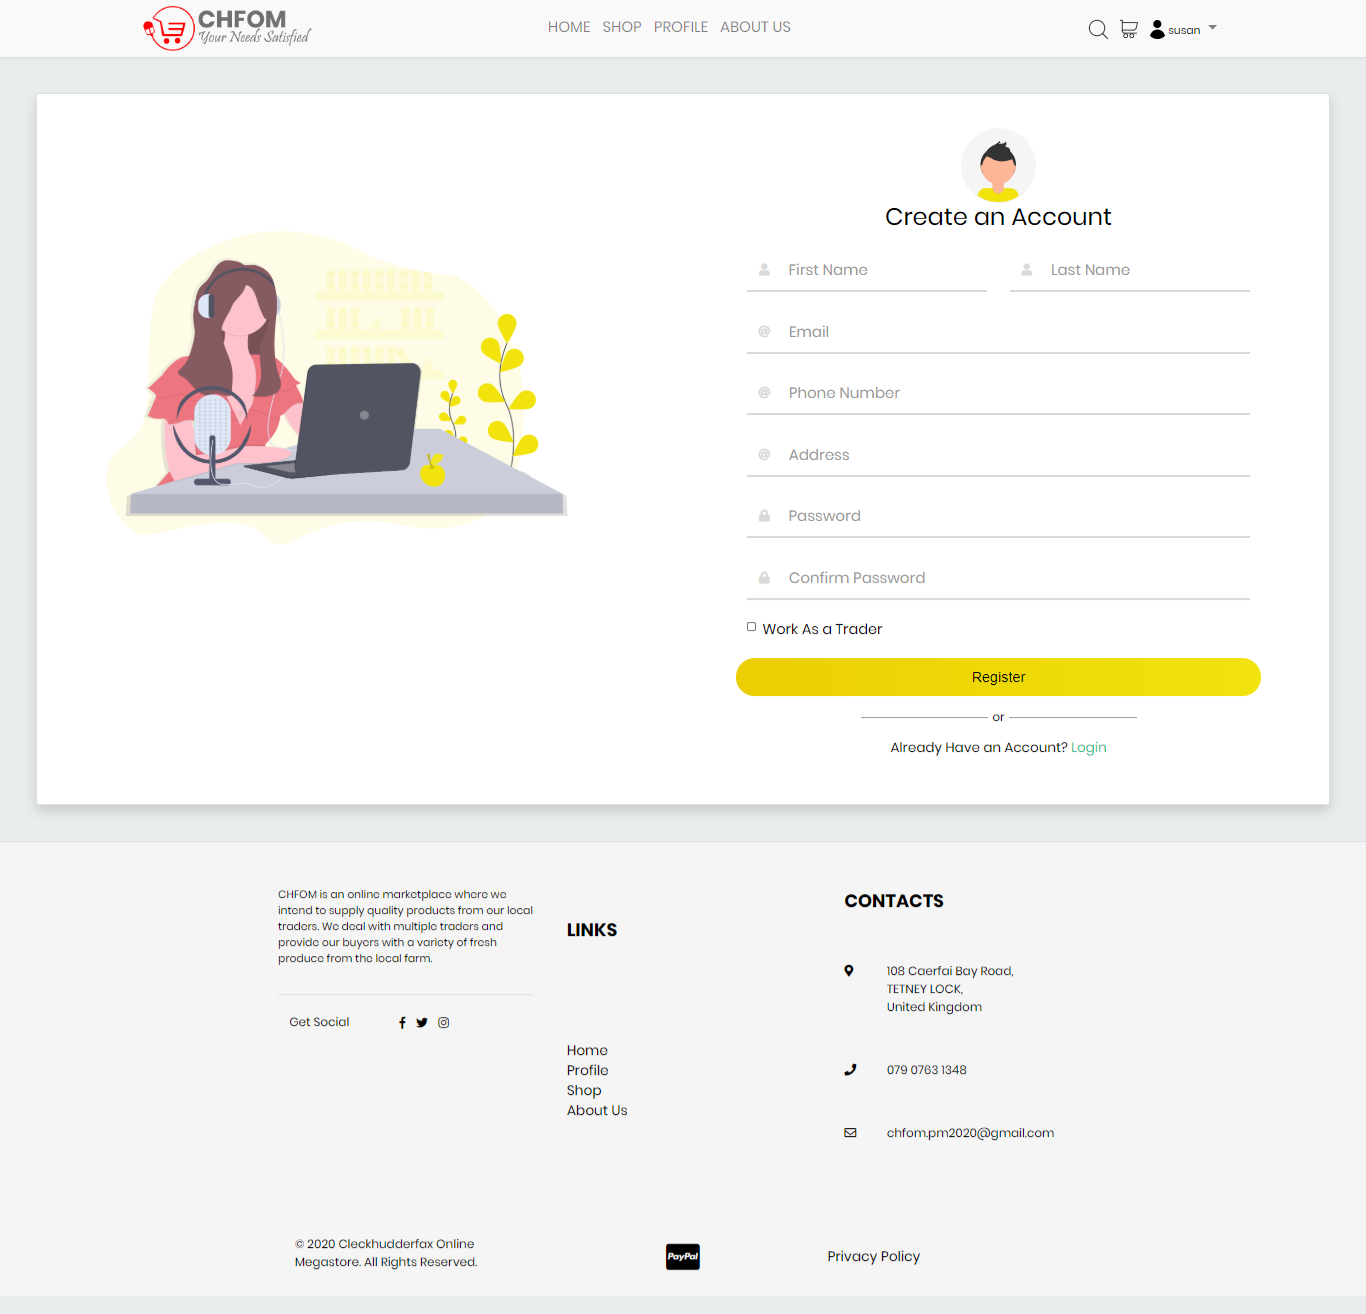 CHFOM
Your Needs Satisfied
HOME SHOP PROFILE ABOUT US
susan
Create an Account
First Name
Last Name
Email
Phone Number
Address
Password
Confirm Password
Work As a Trader
Register
or
Already Have an Account? Login
CHFOM is an online marketplace where we
intend to supply quality products from our local
traders. We deal with multiple traders and
provide our buyers with a variety of fresh
produce from the local farm.
Get Social
LINKS
Home
Profile
Shop
About Us
CONTACTS
108 Caerfai Bay Road,
TETNEY LOCK,
United Kingdom
079 0763 1348
chfom.pm2020@gmail.com
© 2020 Cleckhudderfax Online
Megastore. All Rights Reserved.
PayPal
Privacy Policy